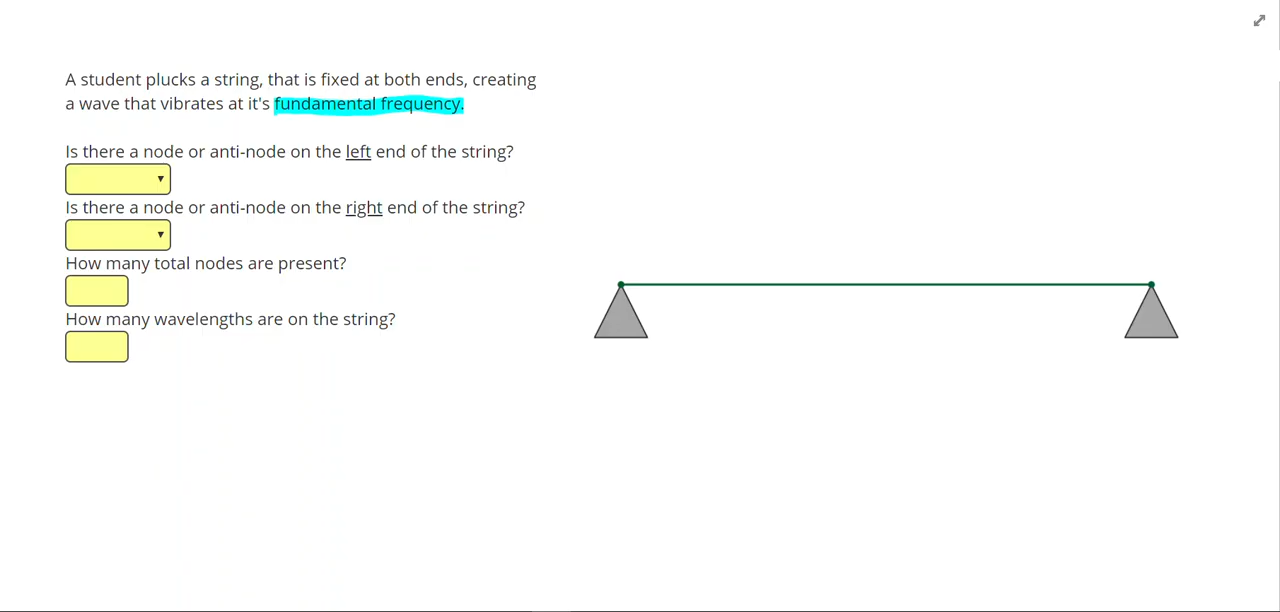 A student plucks a string, that is fixed at both ends, creating
a wave that vibrates at it's fundamental frequency.
Is there a node or anti-node on the left end of the string?
Is there a node or anti-node on the right end of the string?
How many total nodes are present?
How many wavelengths are on the string?